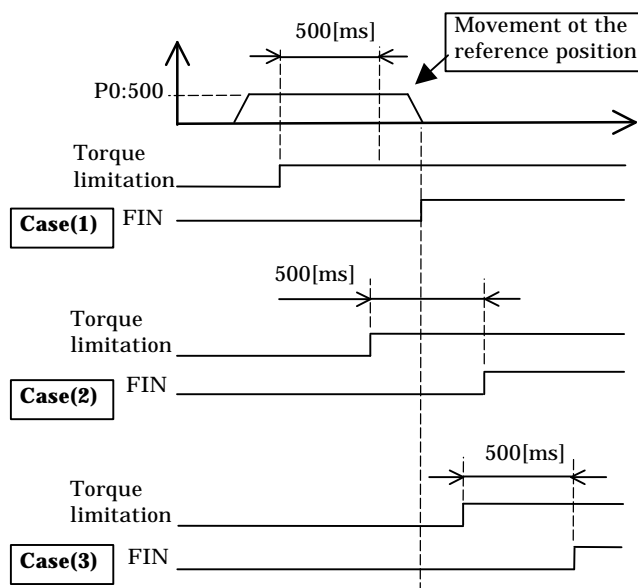 500[ms]
Movement ot the
reference position
P0:500
Torque
limitation
Case(1)
FIN
500[ms]
Torque
limitation
Case(2)
FIN
500[ms]
Torque
limitation
Case(3)
FIN